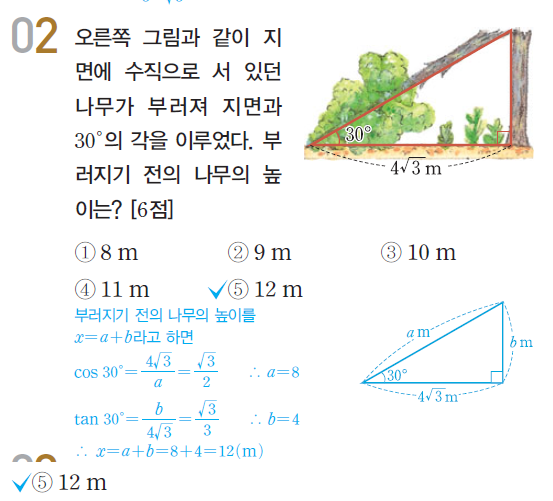 02 오른쪽 그림과 같이 지
면에 수직으로 서 있던
나무가 부러져 지면과
30°의 각을 이루었다. 부
러지기 전의 나무의 높
이는? [6점]
30°
4√3 m
① 8 m ② 9 m ③ 10 m
④ 11 m ⑤ 12 m
부러지기 전의 나무의 높이를
x=a+b라고 하면
cos 30°=4√3/a=√3/2 ∴ a=8
tan 30°=b/4√3=√3/3 ∴ b=4
∴ x=a+b=8+4=12(m)
a m
b m
30°
4√3 m
⑤ 12 m